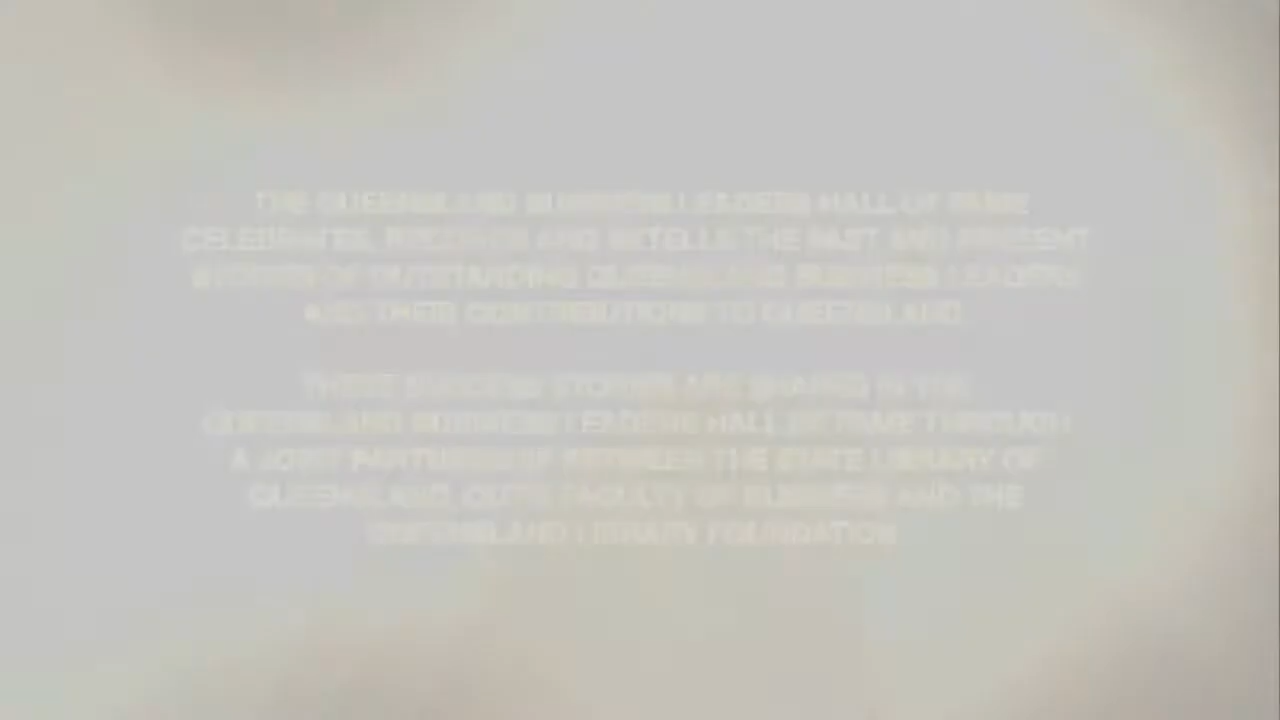 THE QUEENSLAND BUSINESS LEADERS HALL OF FAME
CELEBRATES, RECORDS AND RETELLS THE PAST AND PRESENT
STORIES OF OUTSTANDING QUEENSLAND BUSINESS LEADERS
AND THEIR CONTRIBUTIONS TO QUEENSLAND.
THESE SUCCESS STORIES ARE SHARED IN THE
QUEENSLAND BUSINESS LEADERS HALL OF FAME THROUGH
A JOINT PARTNERSHIP BETWEEN THE STATE LIBRARY OF
QUEENSLAND, QUT'S FACULTY OF BUSINESS AND THE
QUEENSLAND LIBRARY FOUNDATION